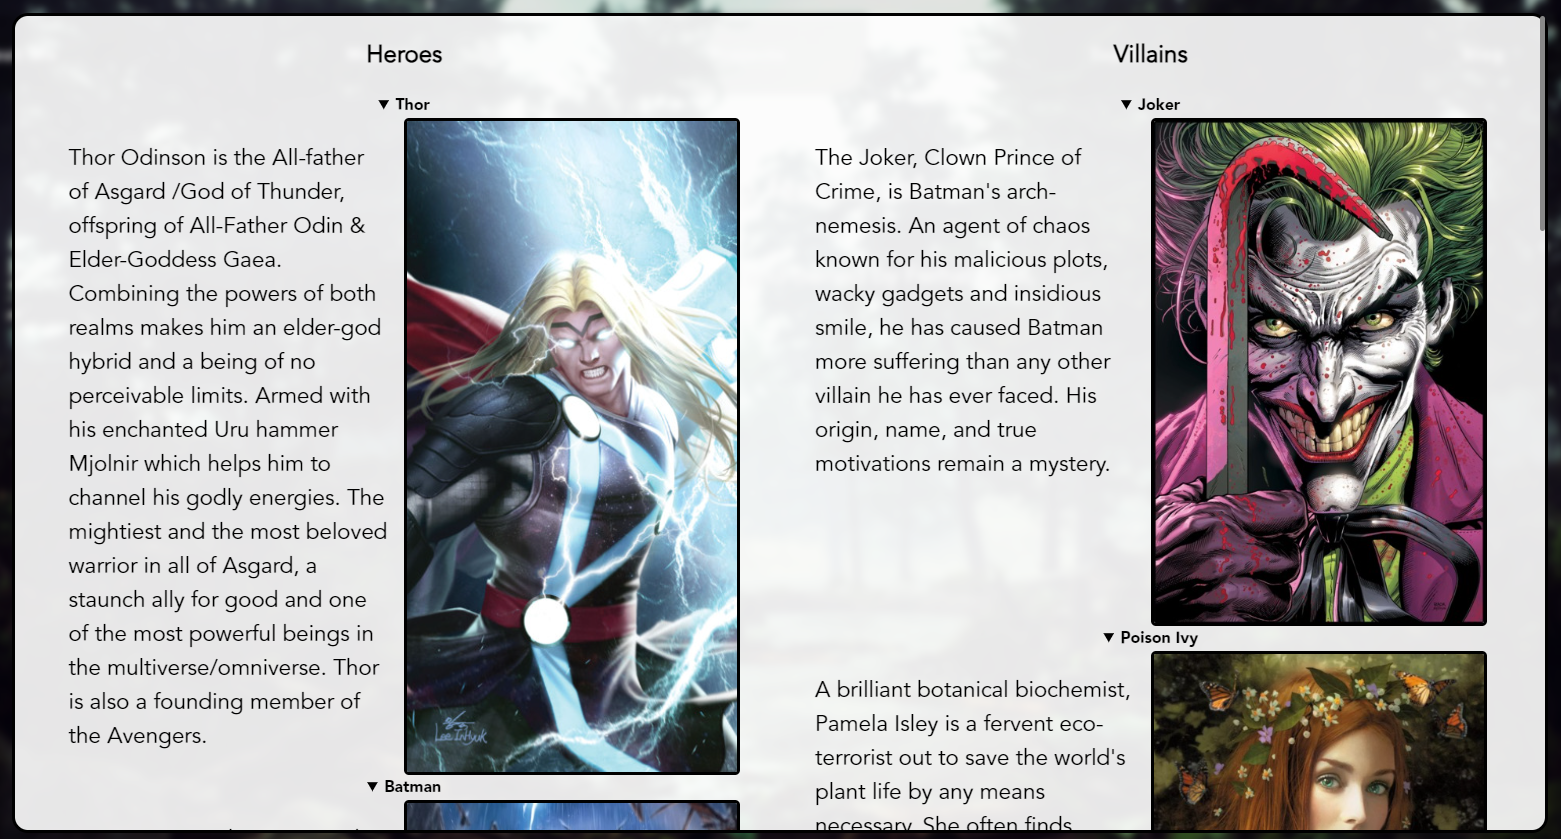 Heroes
Thor
Thor Odinson is the All-father
of Asgard /God of Thunder,
offspring of All-Father Odin &
Elder-Goddess Gaea.
Combining the powers of both
realms makes him an elder-god
hybrid and a being of no
perceivable limits. Armed with
his enchanted Uru hammer
Mjolnir which helps him to
channel his godly energies. The
mightiest and the most beloved
warrior in all of Asgard, a
staunch ally for good and one
of the most powerful beings in
the multiverse/omniverse. Thor
is also a founding member of
the Avengers.
Lee InHyuk
Batman
Villains
Joker
The Joker, Clown Prince of
Crime, is Batman's arch-
nemesis. An agent of chaos
known for his malicious plots,
wacky gadgets and insidious
smile, he has caused Batman
more suffering than any other
villain he has ever faced. His
origin, name, and true
motivations remain a mystery.
Poison Ivy
A brilliant botanical biochemist,
Pamela Isley is a fervent eco-
terrorist out to save the world's
plant life by any means
necessary. She often finds